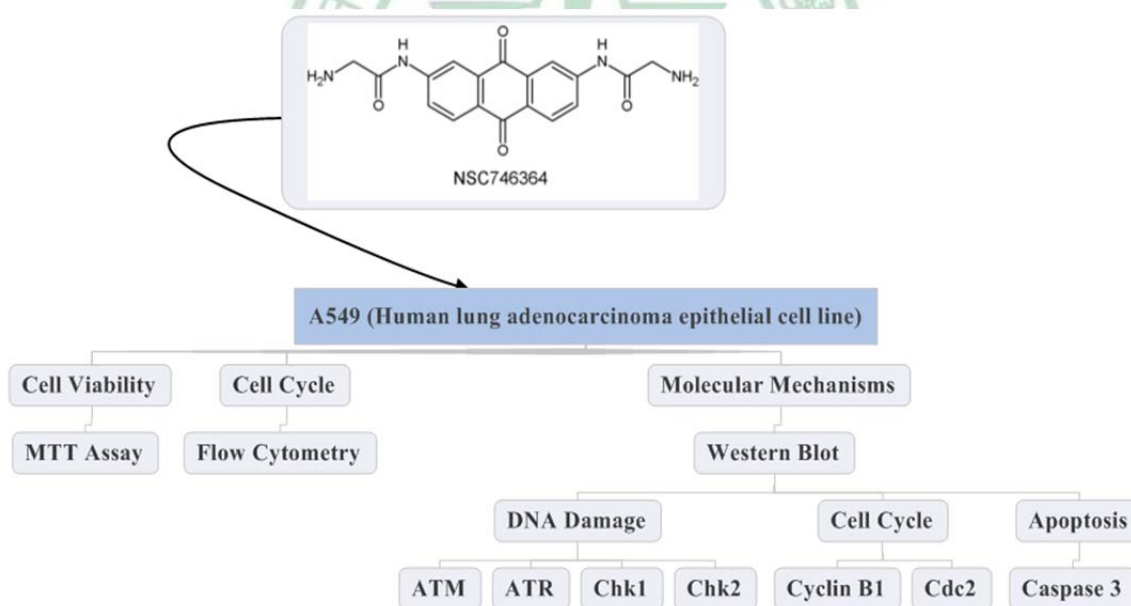 O
H
N
H
N
H₂N
NH₂
O
O
O
NSC746364
A549 (Human lung adenocarcinoma epithelial cell line)
Cell Viability
Cell Cycle
Molecular Mechanisms
MTT Assay
Flow Cytometry
Western Blot
DNA Damage
Cell Cycle
Apoptosis
ATM
ATR
Chk1
Chk2
Cyclin B1
Cdc2
Caspase 3